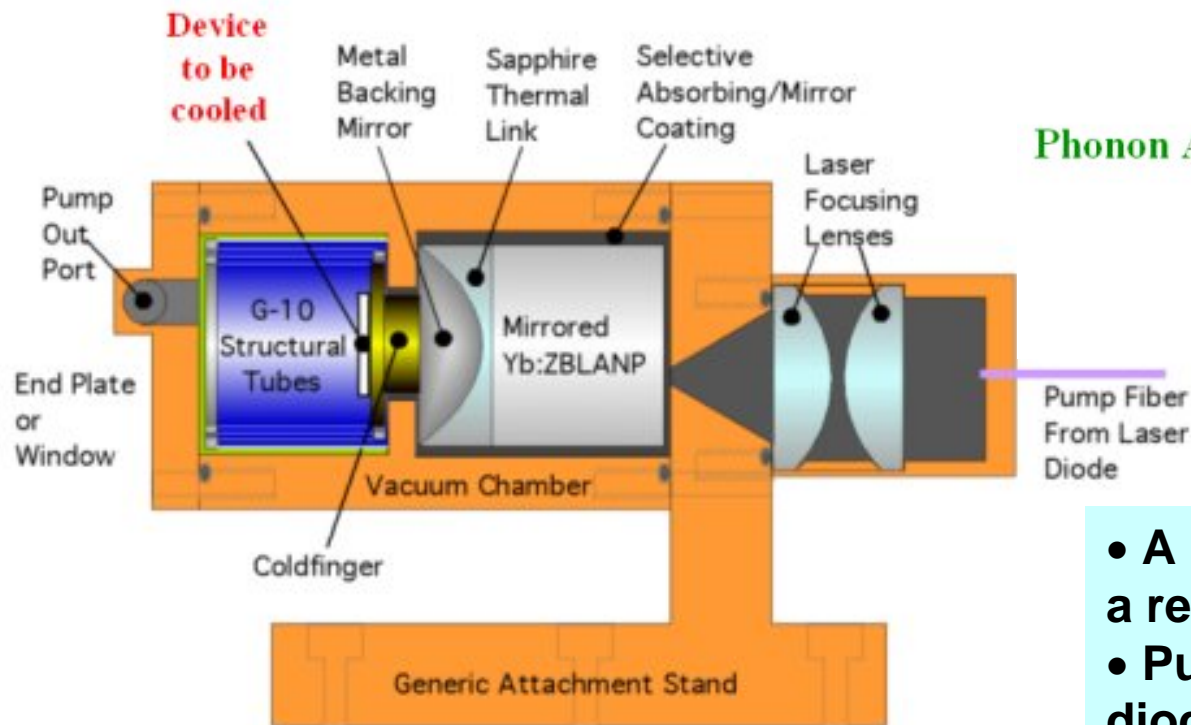 Device
to be
cooled
Metal
Backing
Mirror
Sapphire
Thermal
Link
Selective
Absorbing/Mirror
Coating
Phonon A
Laser
Focusing
Lenses
Pump
Out
Port
G-10
Structural
Tubes
Mirrored
Yb:ZBLANP
End Plate
or
Window
Pump Fiber
From Laser
Diode
Vacuum Chamber
Coldfinger
Generic Attachment Stand
• A
a re
• Pu
diod